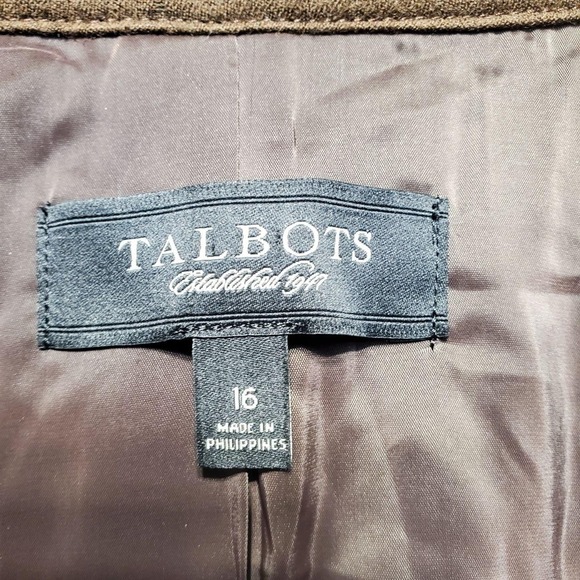 TALBOTS
Established 1947
16
MADE IN
PHILIPPINES